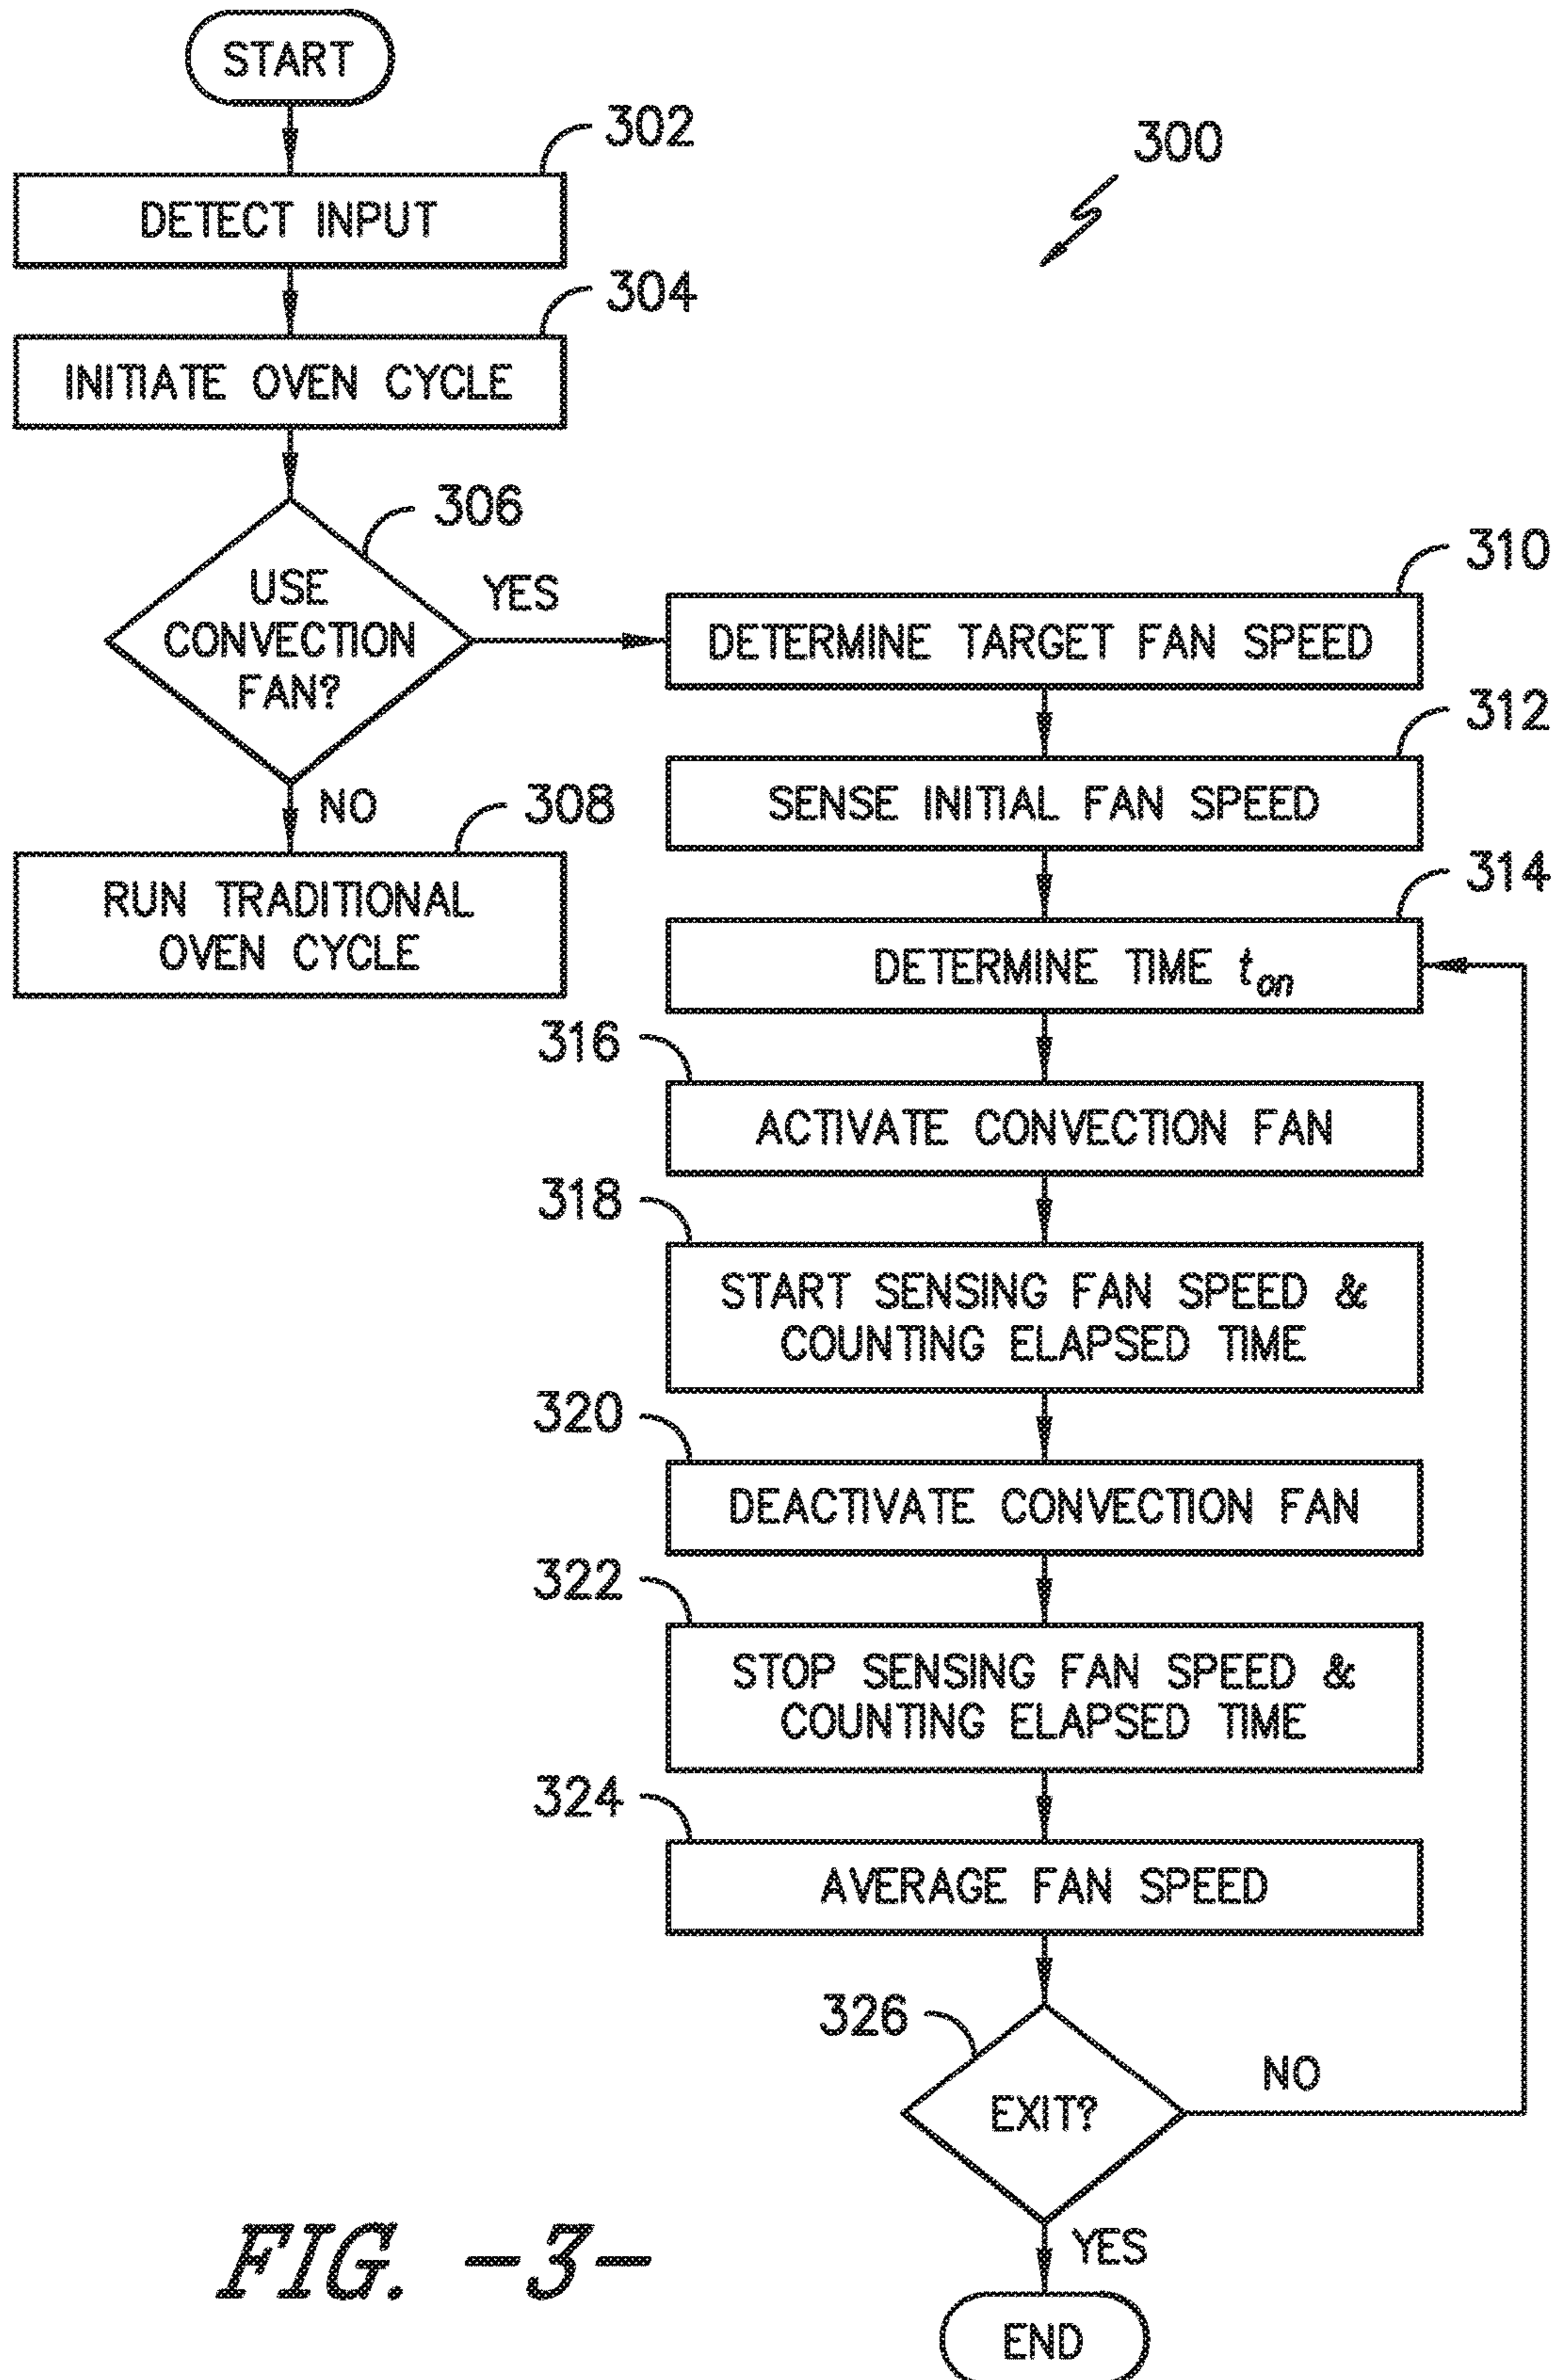 START
302
DETECT INPUT
300
304
INITIATE OVEN CYCLE
306
USE
CONVECTION
FAN?
YES
NO
308
RUN TRADITIONAL
OVEN CYCLE
310
DETERMINE TARGET FAN SPEED
312
SENSE INITIAL FAN SPEED
314
DETERMINE TIME ton
316
ACTIVATE CONVECTION FAN
318
START SENSING FAN SPEED &
COUNTING ELAPSED TIME
320
DEACTIVATE CONVECTION FAN
322
STOP SENSING FAN SPEED &
COUNTING ELAPSED TIME
324
AVERAGE FAN SPEED
326
EXIT?
NO
YES
END
FIG. -3-